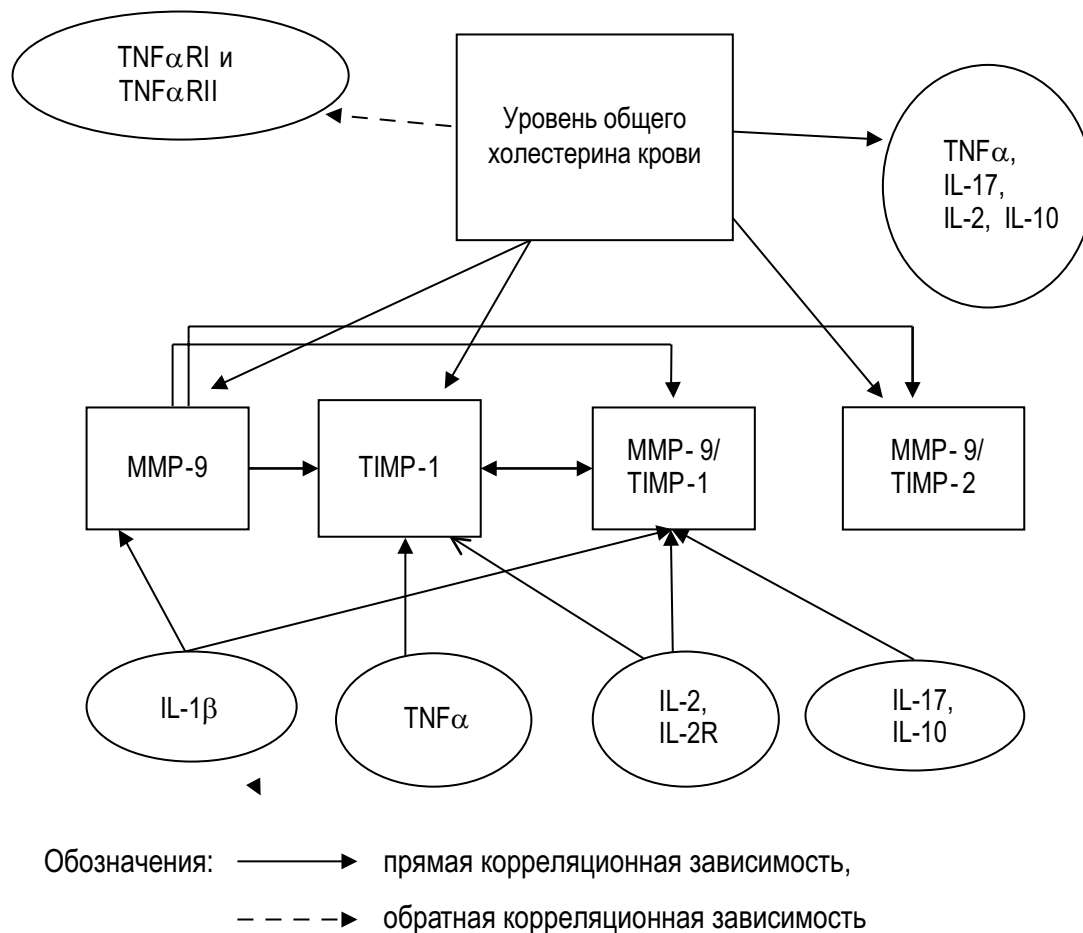 TNFαRI и
TNFαRII
Уровень общего
холестерина крови
TNFα,
IL-17,
IL-2, IL-10
MMP-9
TIMP-1
MMP-9/
TIMP-1
MMP-9/
TIMP-2
IL-1β
TNFα
IL-2,
IL-2R
IL-17,
IL-10
Обозначения:
прямая корреляционная зависимость,
обратная корреляционная зависимость